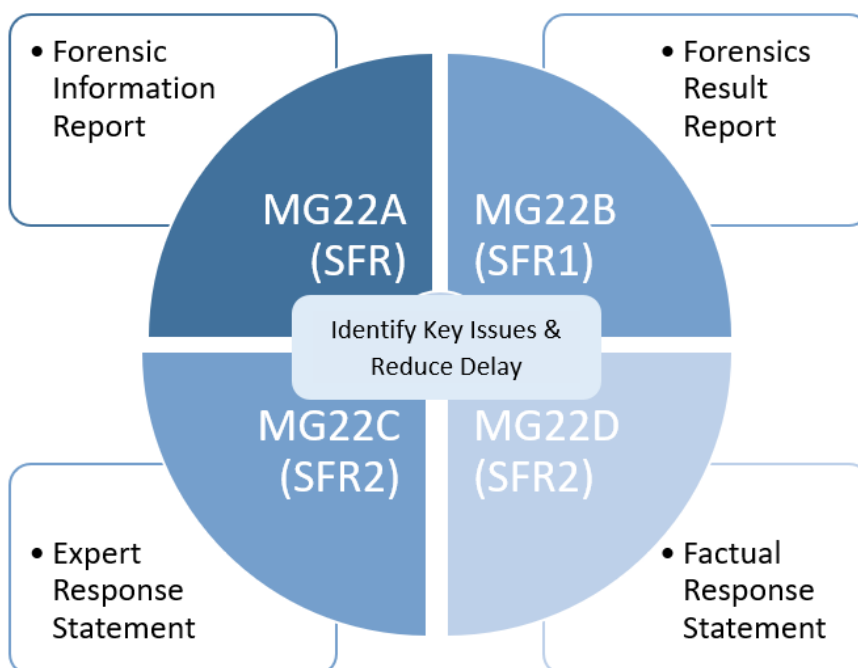 • Forensic
Information
Report
• Forensics
Result
Report
MG22A
(SFR)
MG22B
(SFR1)
Identify Key Issues &
Reduce Delay
MG22C
(SFR2)
MG22D
(SFR2)
• Expert
Response
Statement
• Factual
Response
Statement